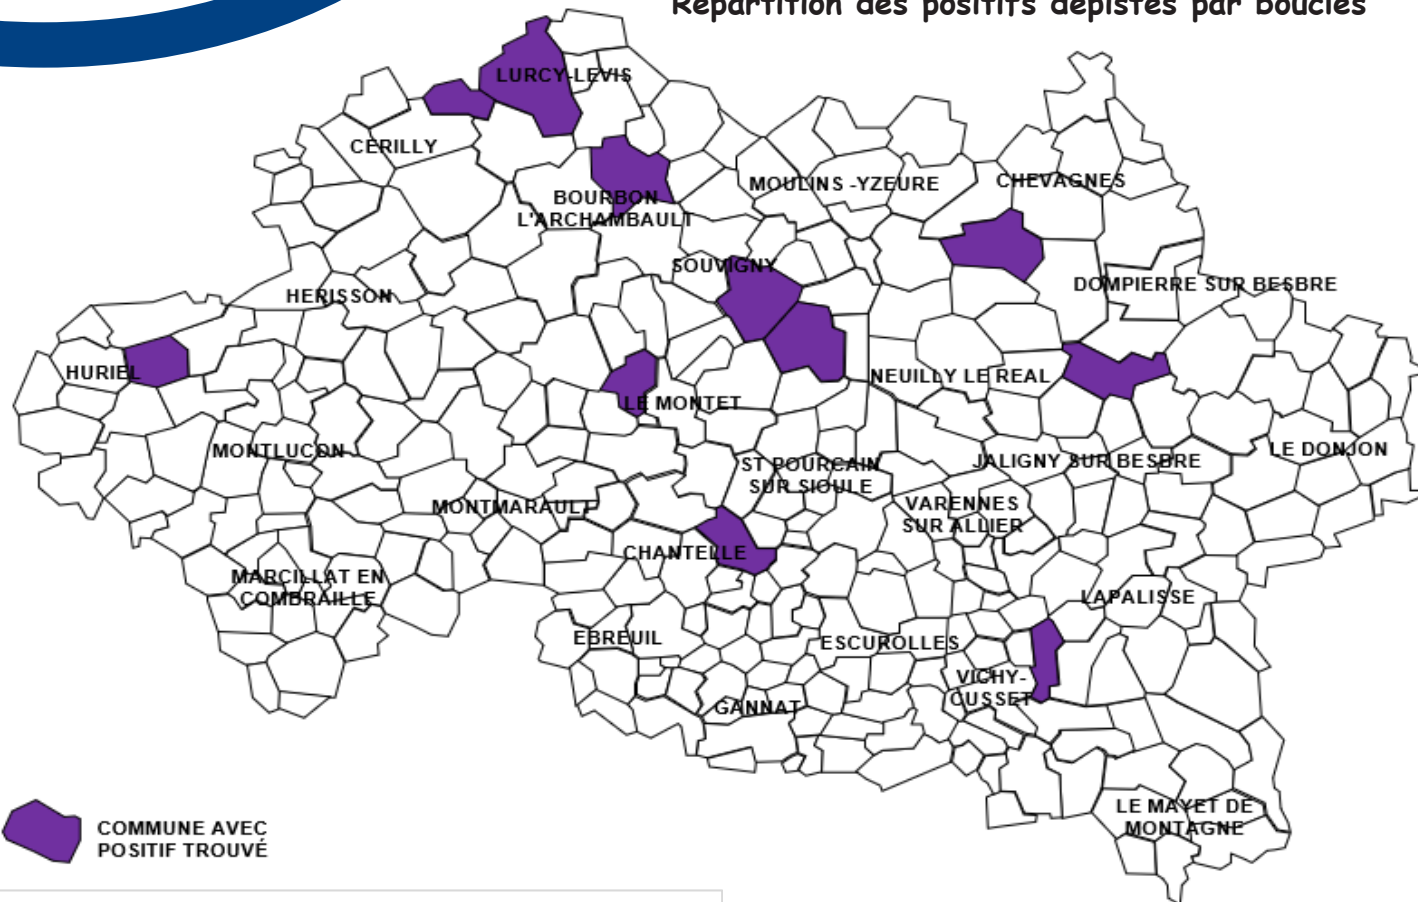 Répartition des positifs dépistés par boucles
LURCY-LEVIS
CERILLY
MOULINS -YZEURE
CHEVAGNES
BOURBON
L'ARCHAMBAULT
SOUVIGNY
DOMPIERRE SUR BESBRE
HERISSON
HURIEL
NEUILLY LE REAL
LE MONTET
MONTLUCON
LE DONJON
ST POURCAIN
SUR SIOULE
JALIGNY SUR BESBRE
MONTMARAULT
VARENNES
SUR ALLIER
CHANTELLE
MARCILLAT EN
COMBRAILLE
LAPALISSE
EBREUIL
ESCUROLLES
VICHY-
CUSSET
GANNAT
LE MAYET DE
MONTAGNE
COMMUNE AVEC
POSITIF TROUVÉ